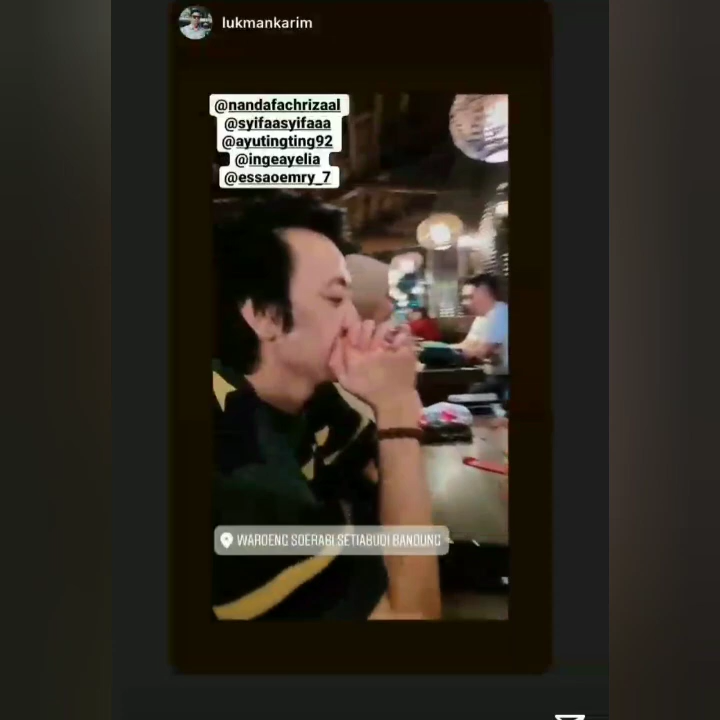 lukmankarim
@nandafachrizaal
@syifaasyifaaa
@ayutingting92
@ingeayelia
@essaoemry_7
WAROENG SOERABI SETIABUDI BANDUNG